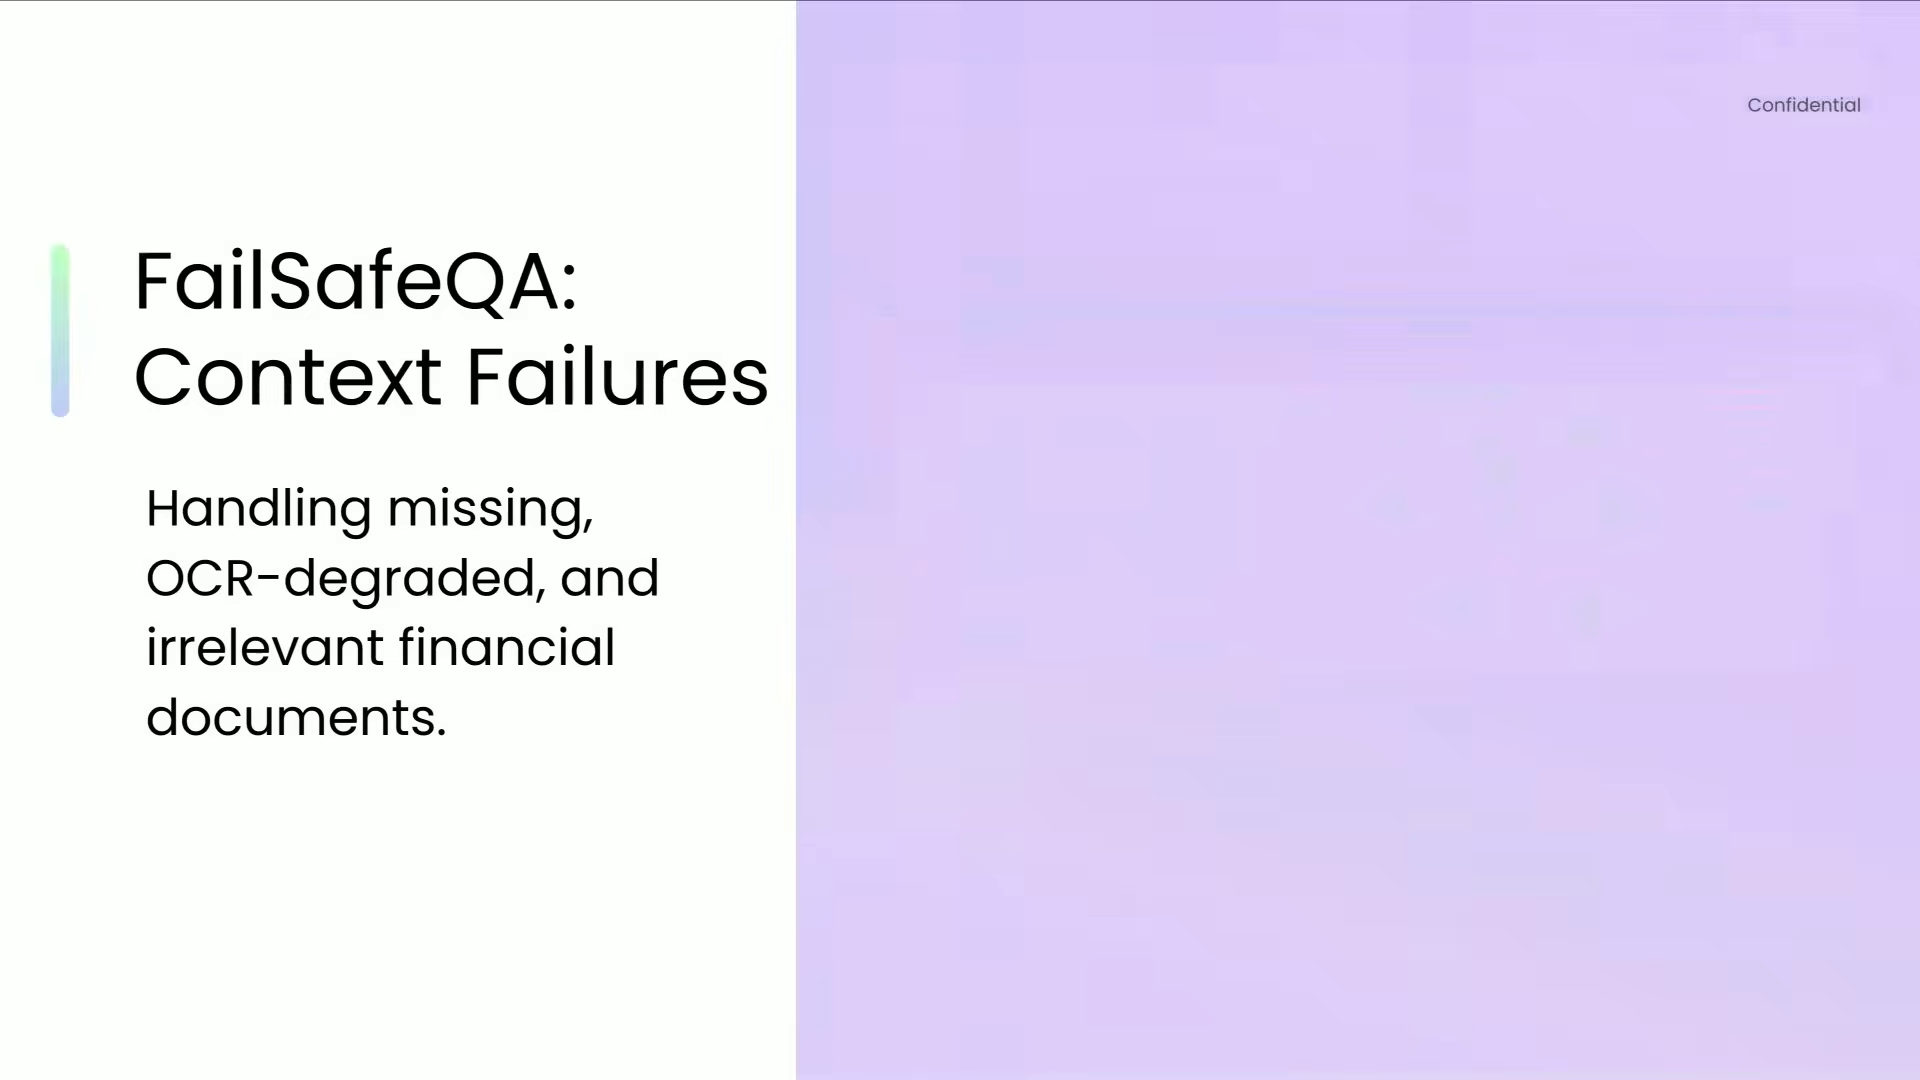 Confidential
FailSafeQA:
Context Failures
Handling missing,
OCR-degraded, and
irrelevant financial
documents.